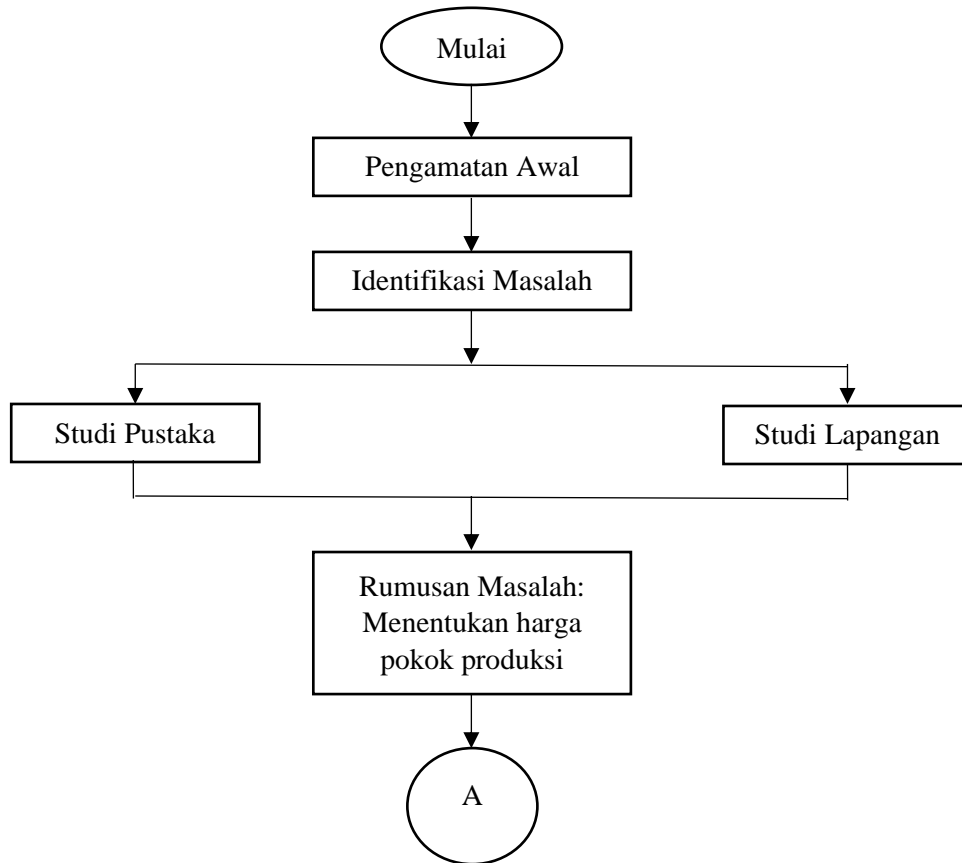 Mulai
Pengamatan Awal
Identifikasi Masalah
Studi Pustaka
Studi Lapangan
Rumusan Masalah:
Menentukan harga
pokok produksi
A